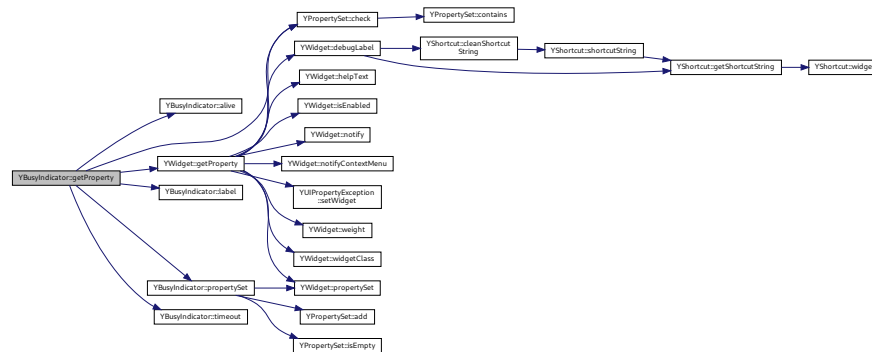 YPropertySet::check
YPropertySet::contains
YWidget::debugLabel
YShortcut::cleanShortcut
String
YShortcut::shortcutString
YShortcut::getShortcutString
YShortcut::widge
YWidget::helpText
YBusyIndicator::alive
YWidget::isEnabled
YWidget::notify
YWidget::getProperty
YWidget::notifyContextMenu
YBusyIndicator::getProperty
YBusyIndicator::label
YUIPropertyException
::setWidget
YWidget::weight
YWidget::widgetClass
YBusyIndicator::propertySet
YWidget::propertySet
YBusyIndicator::timeout
YPropertySet::add
YPropertySet::isEmpty